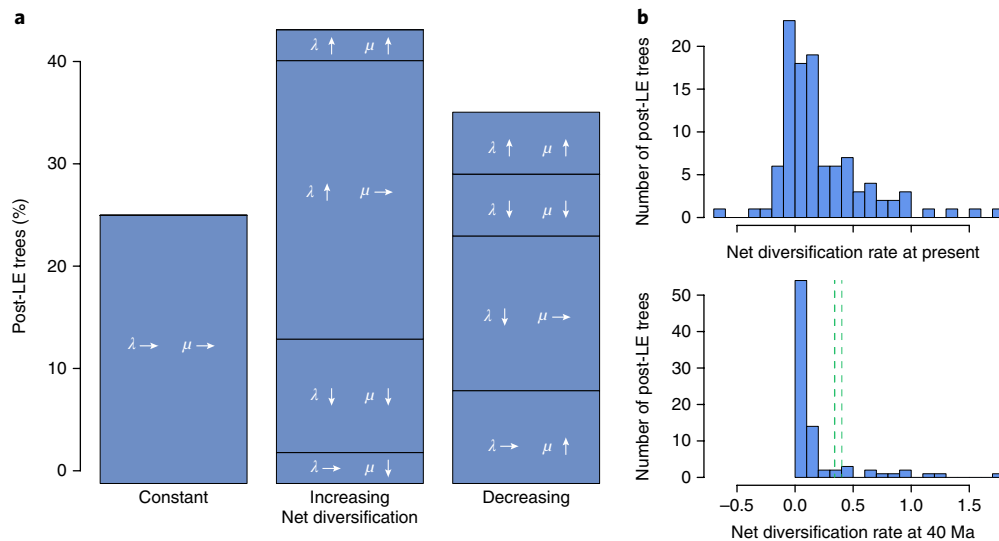 a
Post-LE trees (%)
40
30
20
10
0
λ → μ →
λ ↑ μ ↑
λ ↑ μ →
λ ↓ μ ↓
λ → μ ↓
λ ↑ μ ↑
λ ↓ μ ↓
λ ↓ μ →
λ → μ ↑
Constant
Increasing
Decreasing
Net diversification
b
Number of post-LE trees
20
15
10
5
0
Net diversification rate at present
Number of post-LE trees
50
40
30
20
10
0
–0.5 0.0 0.5 1.0 1.5
Net diversification rate at 40 Ma